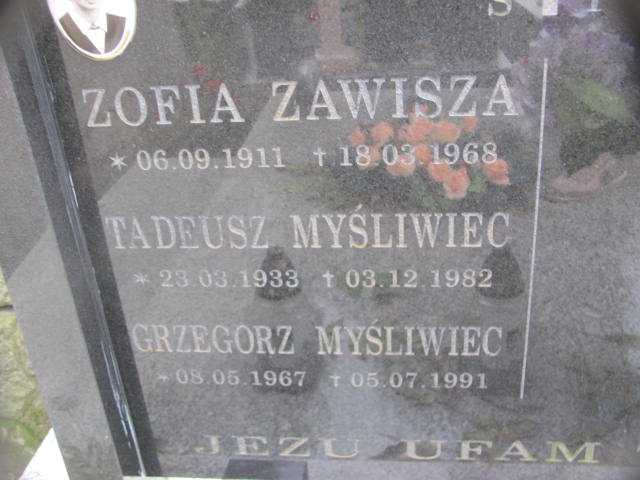 ZOFIA ZAWISZA
* 06.09.1911 † 18.03.1968
TADEUSZ MYŚLIWIEC
* 23.03.1933 † 03.12.1982
GRZEGORZ MYŚLIWIEC
* 08.05.1967 † 05.07.1991
JEZU UFAM